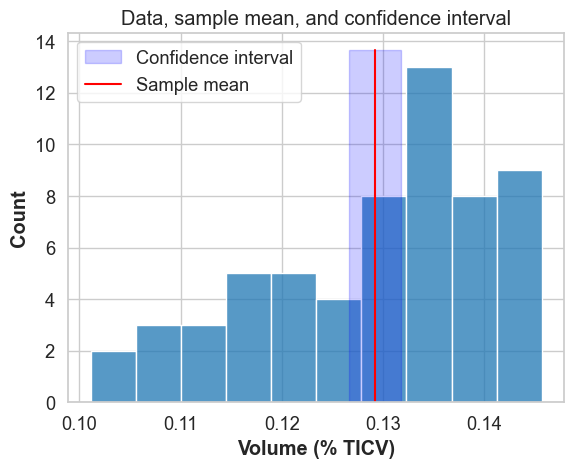 Data, sample mean, and confidence interval
Confidence interval
Sample mean
Count
14
12
10
8
6
4
2
0
0.10 0.11 0.12 0.13 0.14
Volume (% TICV)